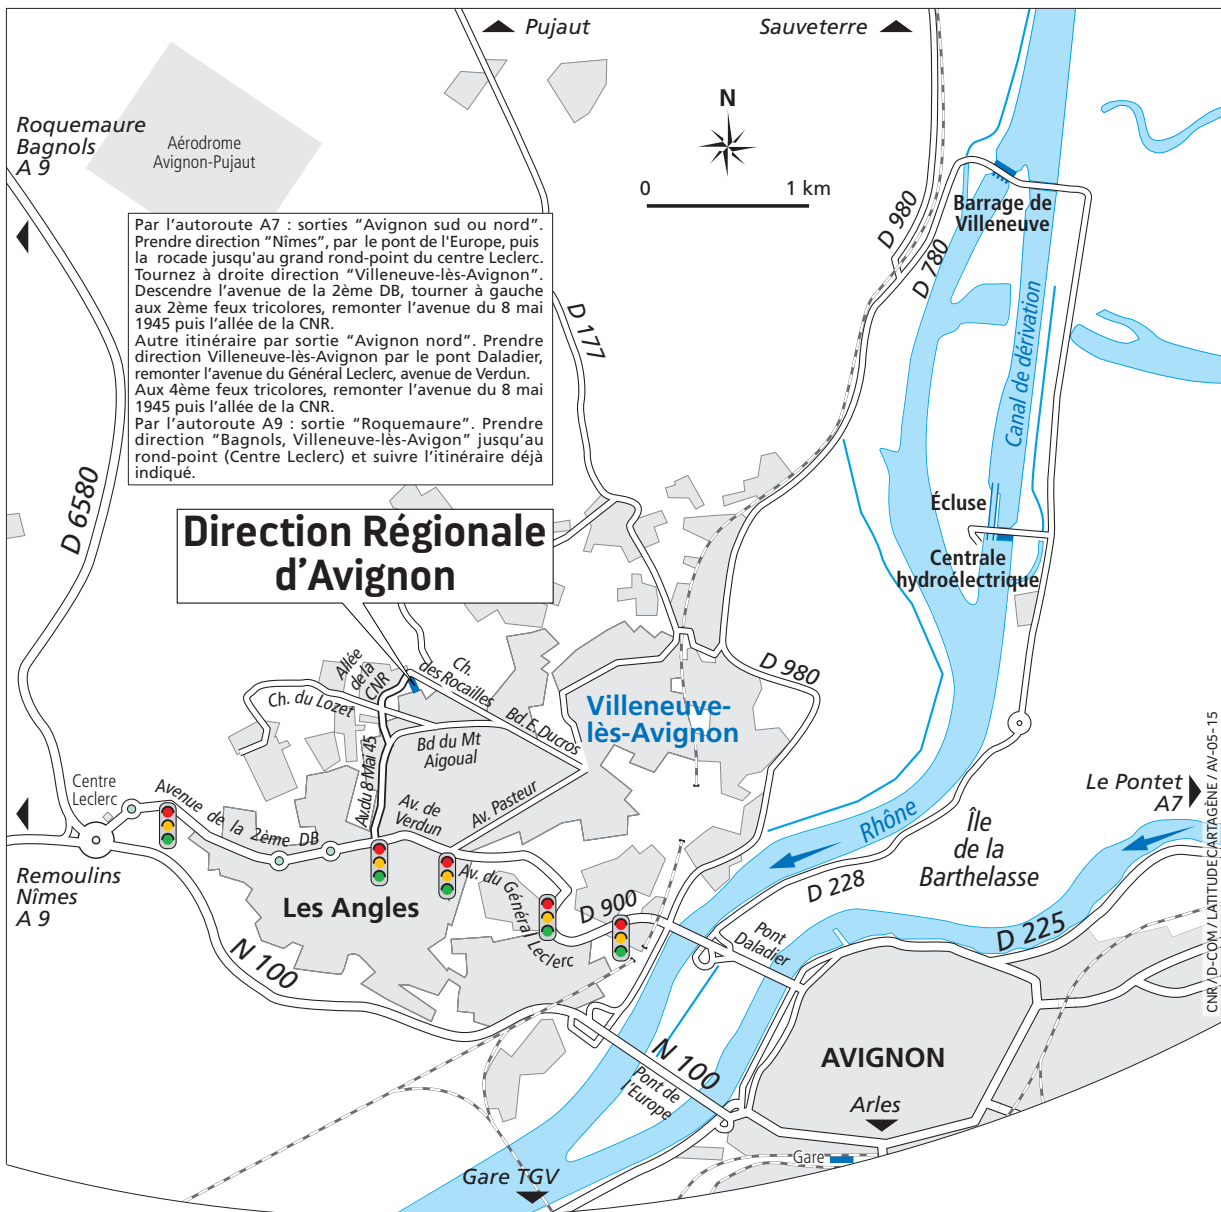 Pujaut
Sauveterre
Roquemaure
Bagnols
A 9
Aérodrome
Avignon-Pujaut
N
0 1 km
Par l'autoroute A7 : sorties “Avignon sud ou nord”.
Prendre direction “Nîmes”, par le pont de l'Europe, puis
la rocade jusqu'au grand rond-point du centre Leclerc.
Tournez à droite direction “Villeneuve-lès-Avignon”.
Descendre l'avenue de la 2ème DB, tourner à gauche
aux 2ème feux tricolores, remonter l'avenue du 8 mai
1945 puis l'allée de la CNR.
Autre itinéraire par sortie “Avignon nord”. Prendre
direction Villeneuve-lès-Avignon par le pont Daladier,
remonter l'avenue du Général Leclerc, avenue de Verdun.
Aux 4ème feux tricolores, remonter l'avenue du 8 mai
1945 puis l'allée de la CNR.
Par l'autoroute A9 : sortie “Roquemaure”. Prendre
direction “Bagnols, Villeneuve-lès-Avigon” jusqu'au
rond-point (Centre Leclerc) et suivre l'itinéraire déjà
indiqué.
D 980
D 780
Barrage de
Villeneuve
D 177
Canal de dérivation
D 6580
Écluse
Centrale
hydroélectrique
Direction Régionale
d'Avignon
Allée
de la
CNR
Ch.
des Rocailles
Ch. du Lozet
Bd. E. Ducros
Bd du Mt
Aigoual
Villeneuve-
lès-Avignon
D 980
Av. du 8 Mai 45
Centre
Leclerc
Avenue de la 2ème DB
Av. de
Verdun
Av. Pasteur
Rhône
Le Pontet
A7
Île
de la
Barthelasse
Remoulins
Nîmes
A 9
Les Angles
Av. du Général Leclerc
D 900
D 228
D 225
Pont
Daladier
N 100
N 100
Pont de
l'Europe
AVIGNON
Arles
Gare
Gare TGV
CNR / D-COM / LATITUDE CARTAGÈNE / AV-05-15